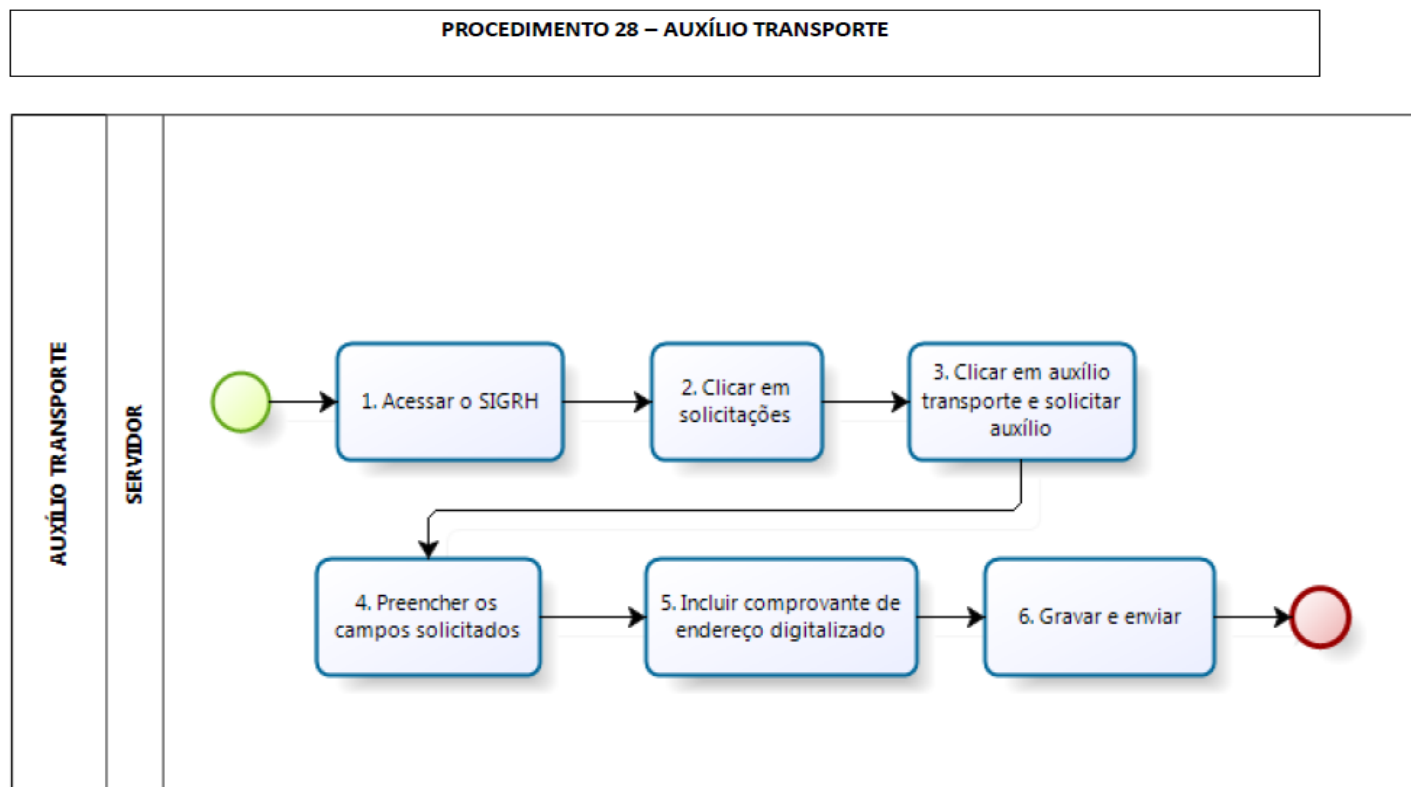 PROCEDIMENTO 28 – AUXÍLIO TRANSPORTE
AUXÍLIO TRANSPORTE
SERVIDOR
1. Acessar o SIGRH
2. Clicar em
solicitações
3. Clicar em auxílio
transporte e solicitar
auxílio
4. Preencher os
campos solicitados
5. Incluir comprovante de
endereço digitalizado
6. Gravar e enviar